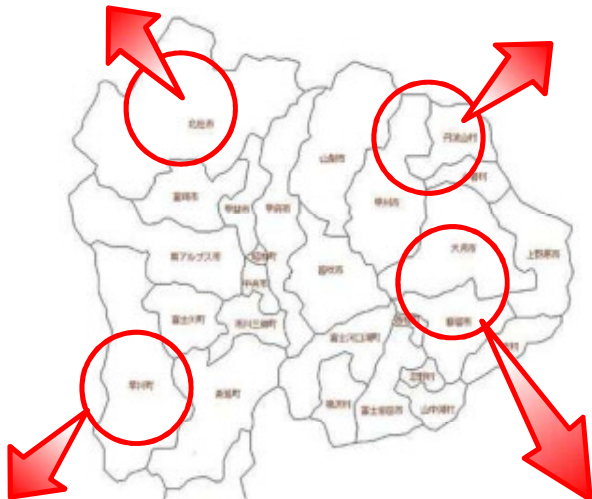 北杜市
丹波山村
山梨市
韮崎市
甲斐市
甲府市
甲州市
大月市
上野原市
南アルプス市
昭和町
中央市
笛吹市
富士川町
市川三郷町
都留市
富士河口湖町
早川町
身延町
忍野村
鳴沢村
富士吉田市
山中湖村